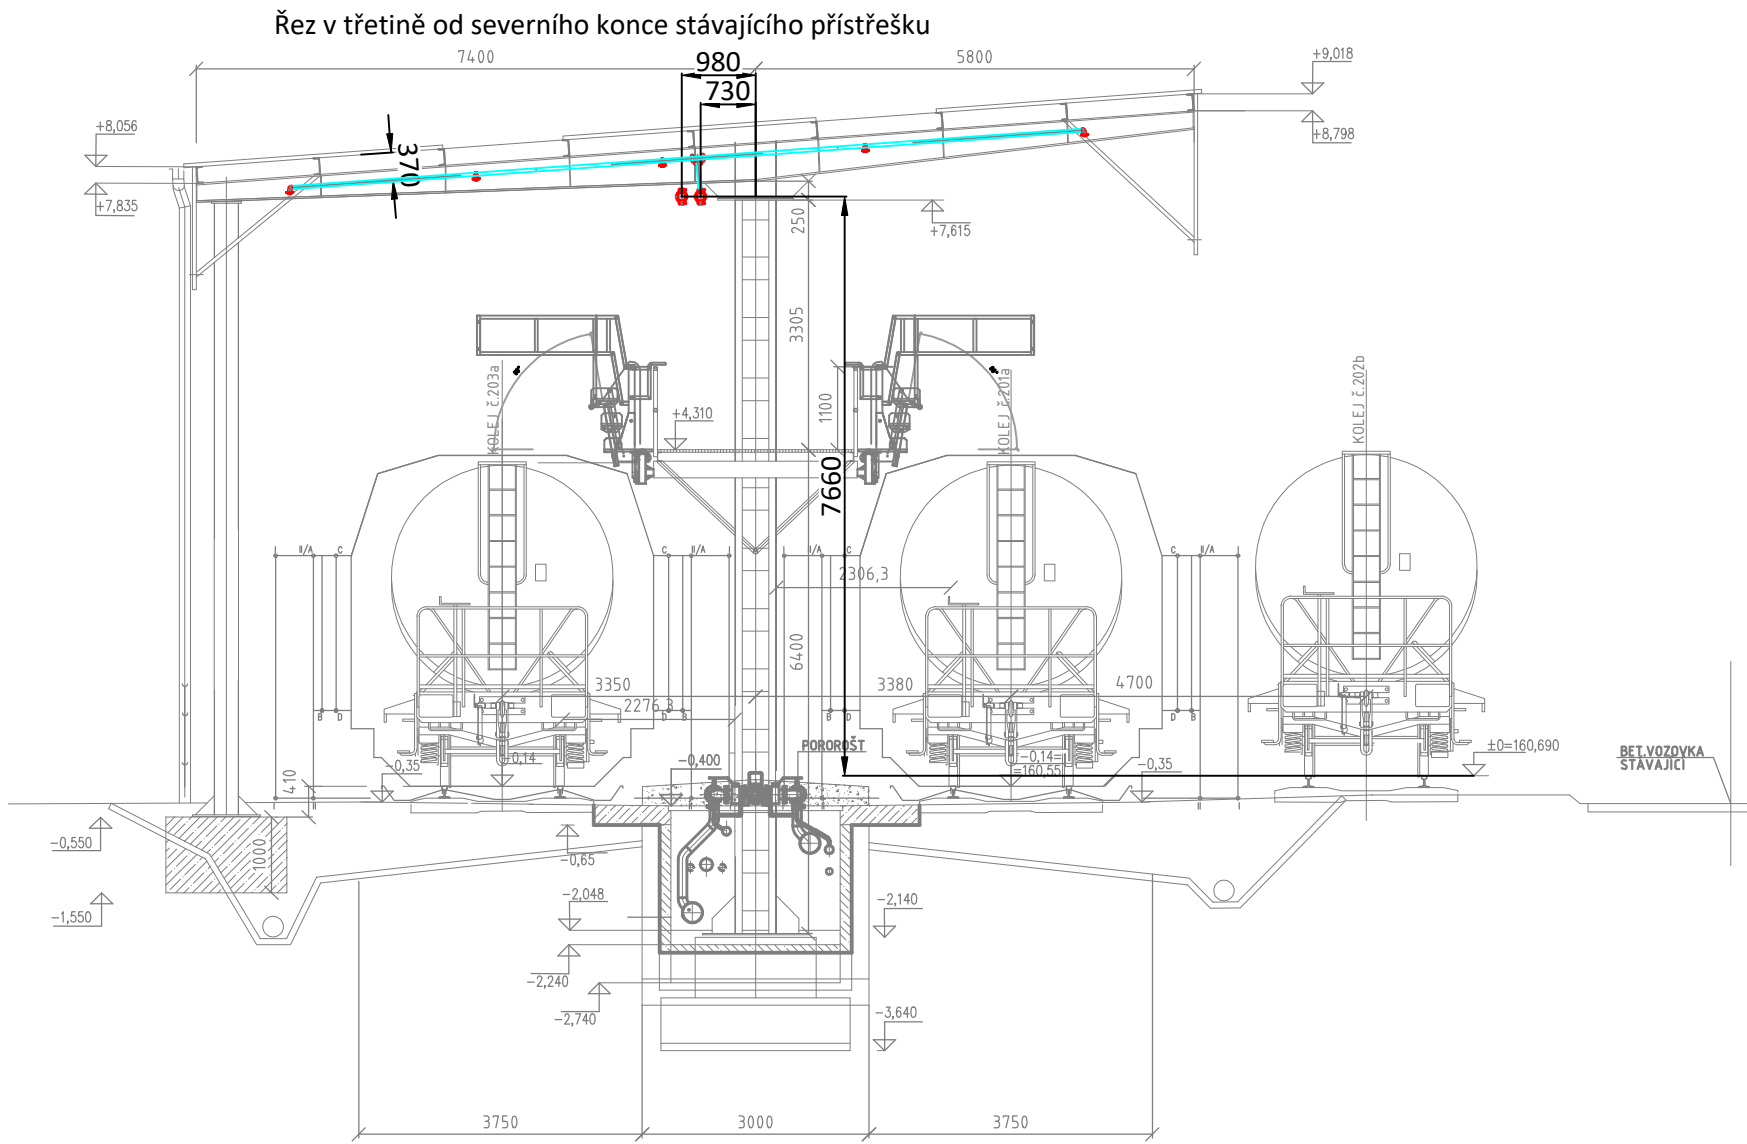 Řez v třetině od severního konce stávajícího přístřešku
7400
980
5800
730
+9,018
+8,798
+8,056
+7,835
370
250
+7,615
3305
1100
KOLEJ č.203a
KOLEJ č.201a
KOLEJ č.202b
+4,310
7660
II/A
C
C
II/A
I/A
C
C
II/A
2306,3
6400
3350
3380
4700
2276,3
B
D
D
B
B
D
D
B
POROROŠT
±0=160,690
BET.VOZOVKA
STÁVAJÍCÍ
-0,400
-0,35
-0,14
-0,14=
=160,55
-0,35
410
-0,550
1000
-0,65
-1,550
-2,048
-2,140
-2,240
-2,740
-3,640
3750
3000
3750